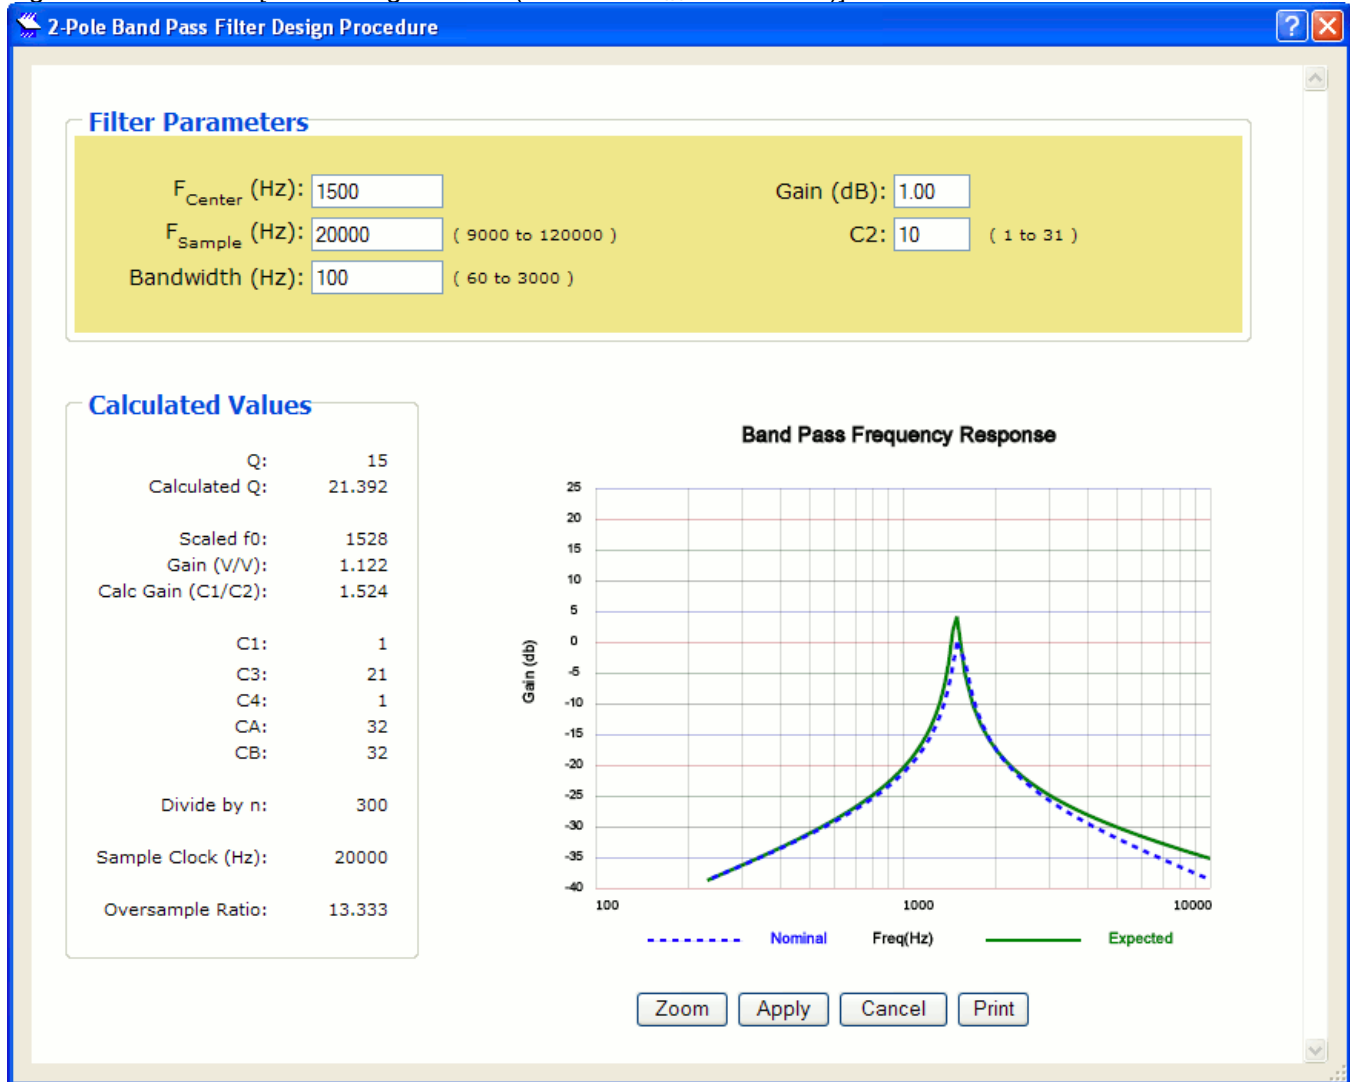 2-Pole Band Pass Filter Design Procedure
Filter Parameters
FCenter (Hz): 1500
Gain (dB): 1.00
FSample (Hz): 20000 ( 9000 to 120000 )
C2: 10 ( 1 to 31 )
Bandwidth (Hz): 100 ( 60 to 3000 )
Calculated Values
Q: 15
Calculated Q: 21.392
Scaled f0: 1528
Gain (V/V): 1.122
Calc Gain (C1/C2): 1.524
C1: 1
C3: 21
C4: 1
CA: 32
CB: 32
Divide by n: 300
Sample Clock (Hz): 20000
Oversample Ratio: 13.333
Band Pass Frequency Response
25
20
15
10
5
0
-5
-10
-15
-20
-25
-30
-35
-40
Gain (db)
100 1000 10000
Nominal Freq(Hz) Expected
Zoom Apply Cancel Print